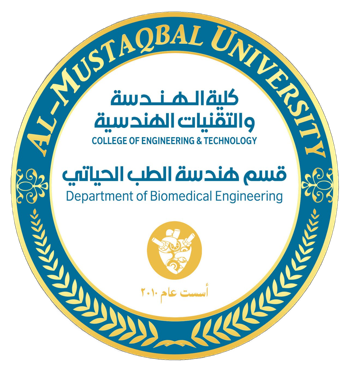 AL-MUSTAQBAL UNIVERSITY
كلية الهندسة
والتقنيات الهندسية
COLLEGE OF ENGINEERING & TECHNOLOGY
قسم هندسة الطب الحياتي
Department of Biomedical Engineering
أسست عام ٢٠١٠